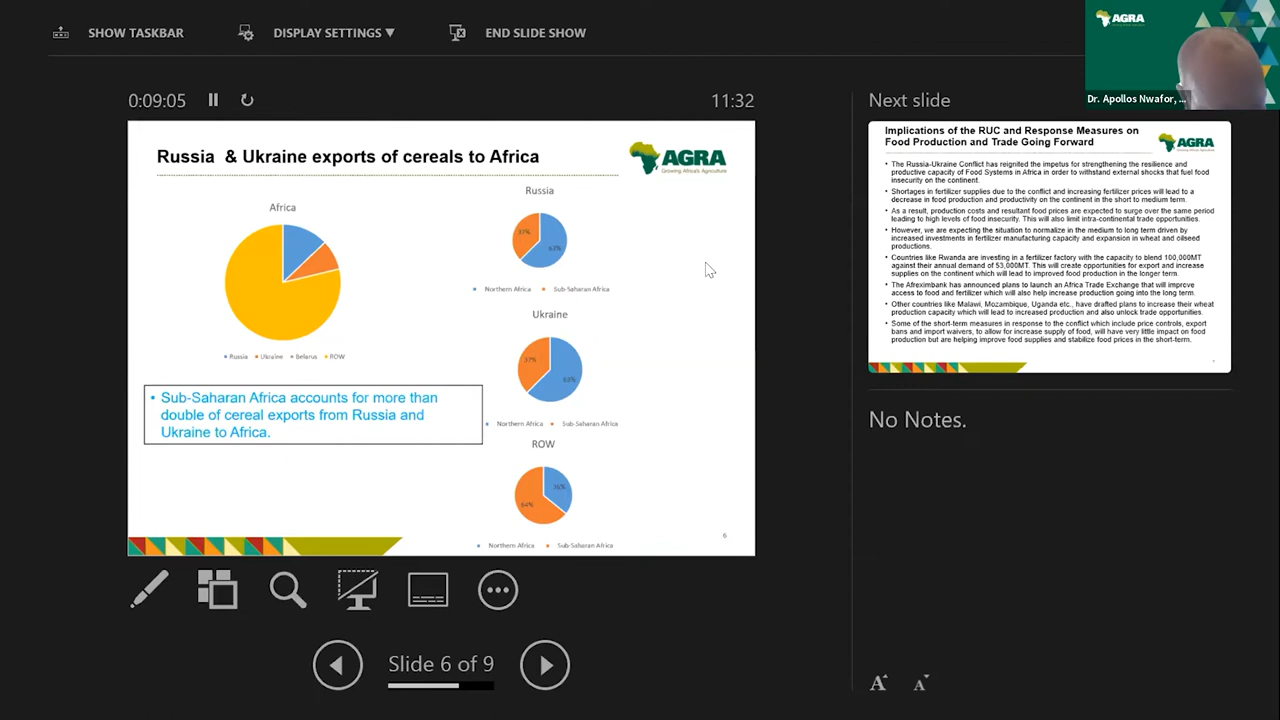 SHOW TASKBAR
DISPLAY SETTINGS ▼
END SLIDE SHOW
AGRA
Dr. Apollos Nwafor, ...
0:09:05
11:32
Next slide
Russia & Ukraine exports of cereals to Africa
AGRA
Growing Africa's Agriculture
Africa
Russia
Ukraine
Belarus
ROW
Russia
37%
63%
Northern Africa
Sub-Saharan Africa
Ukraine
37%
63%
Northern Africa
Sub-Saharan Africa
ROW
64%
36%
Northern Africa
Sub-Saharan Africa
• Sub-Saharan Africa accounts for more than
double of cereal exports from Russia and
Ukraine to Africa.
6
Implications of the RUC and Response Measures on
Food Production and Trade Going Forward
AGRA
• The Russia-Ukraine Conflict has reignited the impetus for strengthening the resilience and
productive capacity of Food Systems in Africa in order to withstand external shocks that fuel food
insecurity on the continent.
• Shortages in fertilizer supplies due to the conflict and increasing fertilizer prices will lead to a
decrease in food production and productivity on the continent in the short to medium term.
• As a result, production costs and resultant food prices are expected to surge over the same period
leading to high levels of food insecurity. This will also limit intra-continental trade opportunities.
• However, we are expecting the situation to normalize in the medium to long term driven by
increased investments in fertilizer manufacturing capacity and expansion in wheat and oilseed
productions.
• Countries like Rwanda are investing in a fertilizer factory with the capacity to blend 100,000MT
against their annual demand of 53,000MT. This will create opportunities for export and increase
supplies on the continent which will lead to improved food production in the longer term.
• The Afreximbank has announced plans to launch an Africa Trade Exchange that will improve
access to food and fertilizer which will also help increase production going into the long term.
• Other countries like Malawi, Mozambique, Uganda etc., have drafted plans to increase their wheat
production capacity which will lead to increased production and also unlock trade opportunities.
• Some of the short-term measures in response to the conflict which include price controls, export
bans and import waivers, to allow for increase supply of food, will have very little impact on food
production but are helping improve food supplies and stabilize food prices in the short-term.
No Notes.
Slide 6 of 9
A A